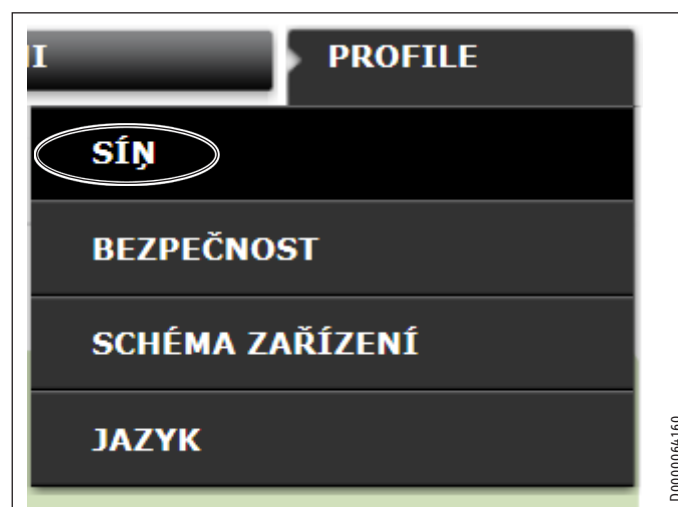 I PROFILE
SÍŅ
BEZPEČNOST
SCHÉMA ZAŘÍZENÍ
JAZYK
D0000064160